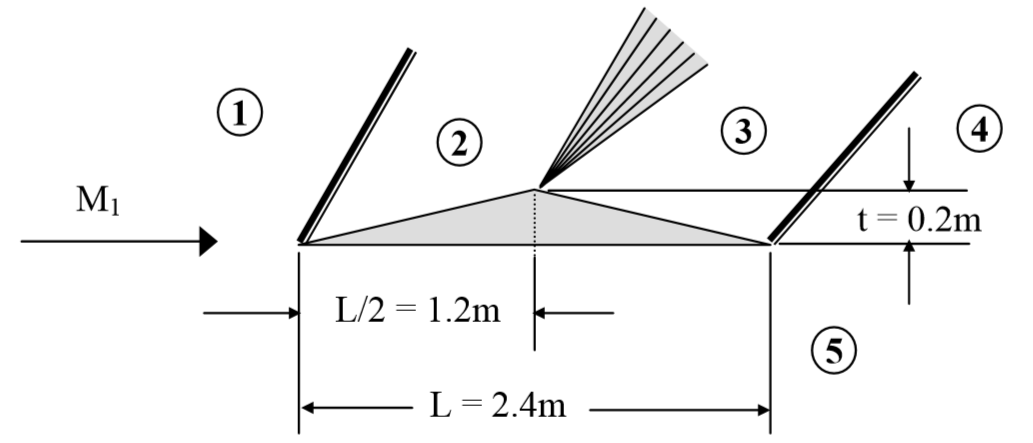 1
2
3
4
M₁
t = 0.2m
L/2 = 1.2m
5
L = 2.4m